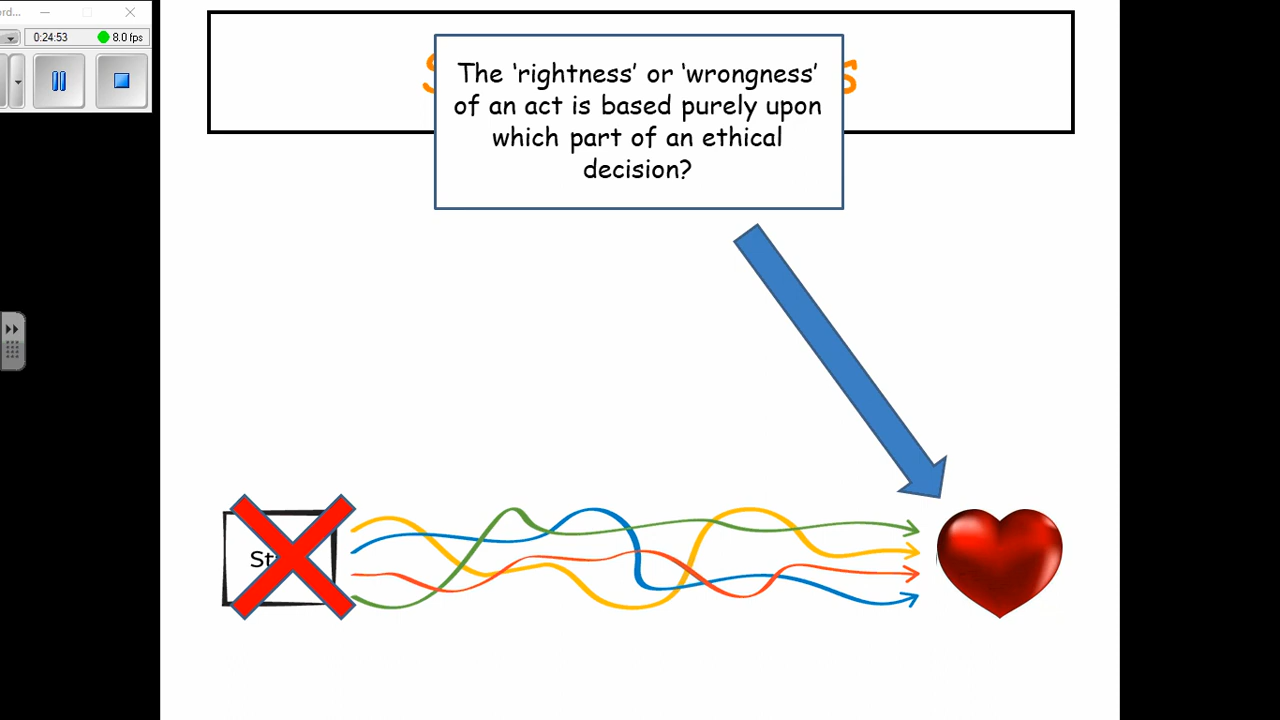 0:24:53
8.0 fps
The ‘rightness’ or ‘wrongness’
of an act is based purely upon
which part of an ethical
decision?